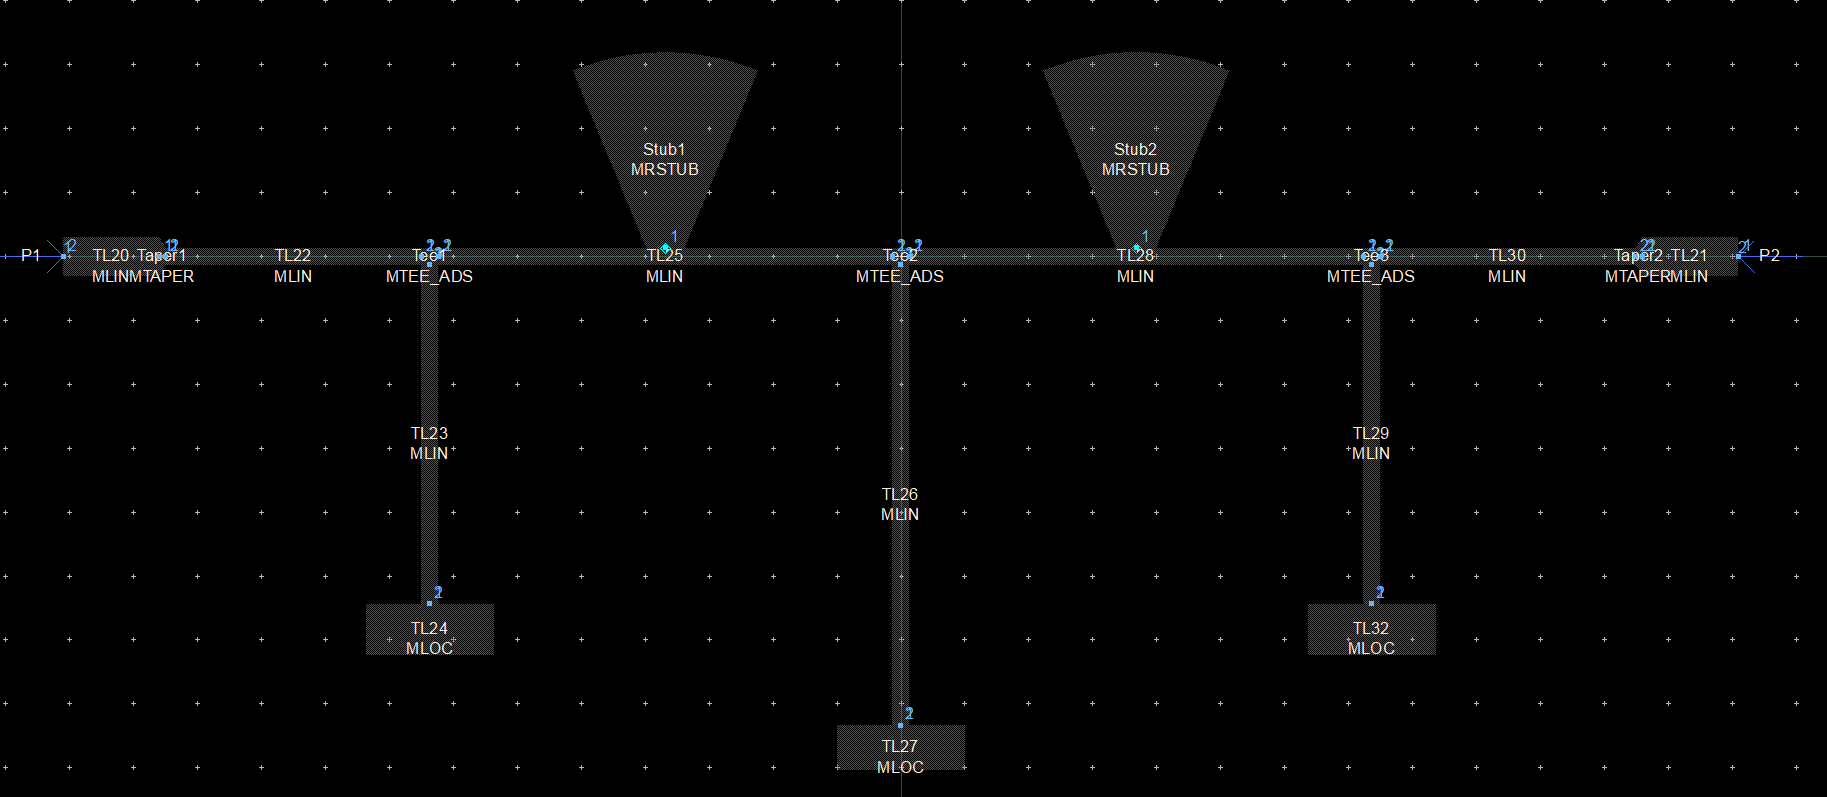 Stub1
MRSTUB
Stub2
MRSTUB
1
1
P1
TL20
MLIN
Taper1
MTAPER
TL22
MLIN
MTEE_ADS
TL25
MLIN
Tee2
MTEE_ADS
TL28
MLIN
Tee3
MTEE_ADS
TL30
MLIN
Taper2
MTAPER
TL21
MLIN
P2
TL23
MLIN
TL29
MLIN
TL26
MLIN
TL24
MLOC
TL32
MLOC
TL27
MLOC